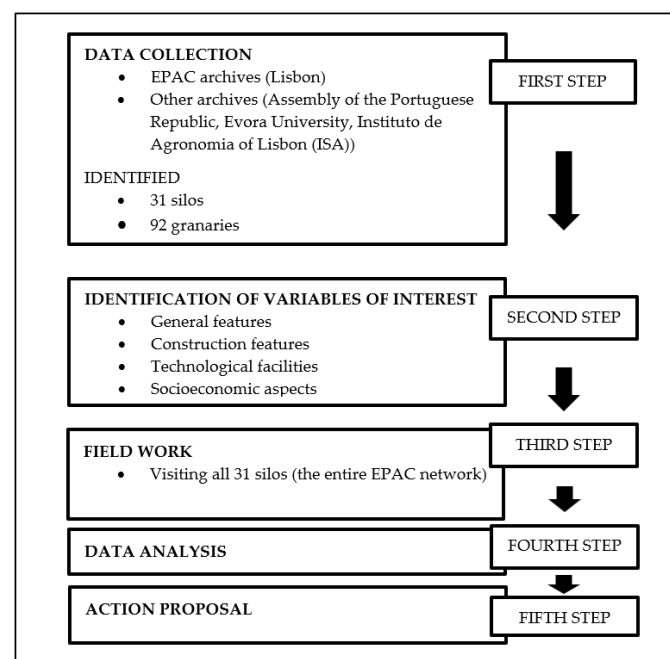 DATA COLLECTION
• EPAC archives (Lisbon)
• Other archives (Assembly of the Portuguese
Republic, Evora University, Instituto de
Agronomia of Lisbon (ISA))
IDENTIFIED
• 31 silos
• 92 granaries
FIRST STEP
IDENTIFICATION OF VARIABLES OF INTEREST
• General features
• Construction features
• Technological facilities
• Socioeconomic aspects
SECOND STEP
FIELD WORK
• Visiting all 31 silos (the entire EPAC network)
THIRD STEP
DATA ANALYSIS
FOURTH STEP
ACTION PROPOSAL
FIFTH STEP